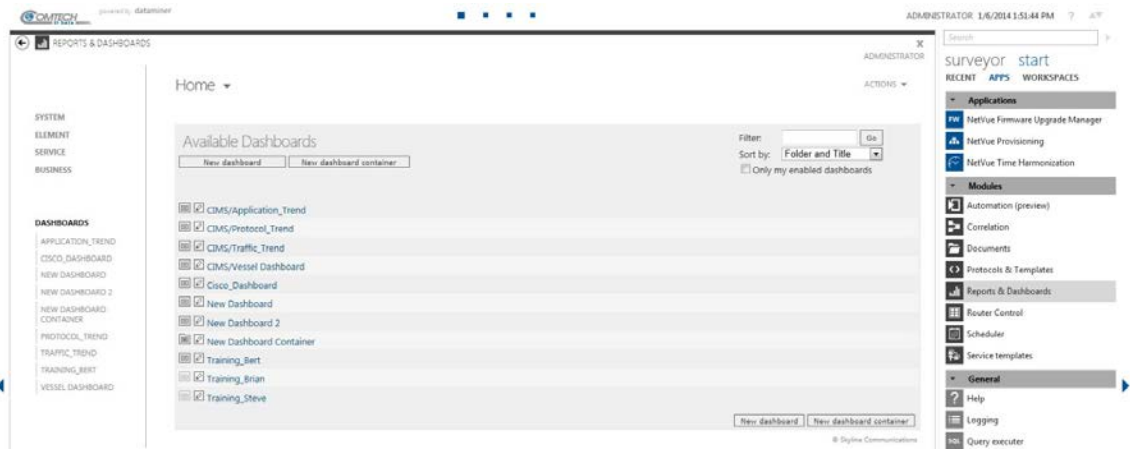 COMTECH
EF DATA
powered by dataminer
ADMINISTRATOR 1/6/2014 1:51:44 PM ?
REPORTS & DASHBOARDS
X
ADMINISTRATOR
Home
ACTIONS
SYSTEM
ELEMENT
SERVICE
BUSINESS
DASHBOARDS
APPLICATION_TREND
CISCO_DASHBOARD
NEW DASHBOARD
NEW DASHBOARD 2
NEW DASHBOARD
CONTAINER
PROTOCOL_TREND
TRAFFIC_TREND
TRAINING_BERT
VESSEL DASHBOARD
Available Dashboards
New dashboard New dashboard container
Filter: Go
Sort by: Folder and Title
Only my enabled dashboards
CIMS/Application_Trend
CIMS/Protocol_Trend
CIMS/Traffic_Trend
CIMS/Vessel Dashboard
Cisco_Dashboard
New Dashboard
New Dashboard 2
New Dashboard Container
Training_Bert
Training_Brian
Training_Steve
New dashboard New dashboard container
© Skyline Communications
Search
surveyor start
RECENT APPS WORKSPACES
Applications
FW NetVue Firmware Upgrade Manager
NetVue Provisioning
NetVue Time Harmonization
Modules
Automation (preview)
Correlation
Documents
Protocols & Templates
Reports & Dashboards
Router Control
Scheduler
Service templates
General
? Help
Logging
SQL Query executer